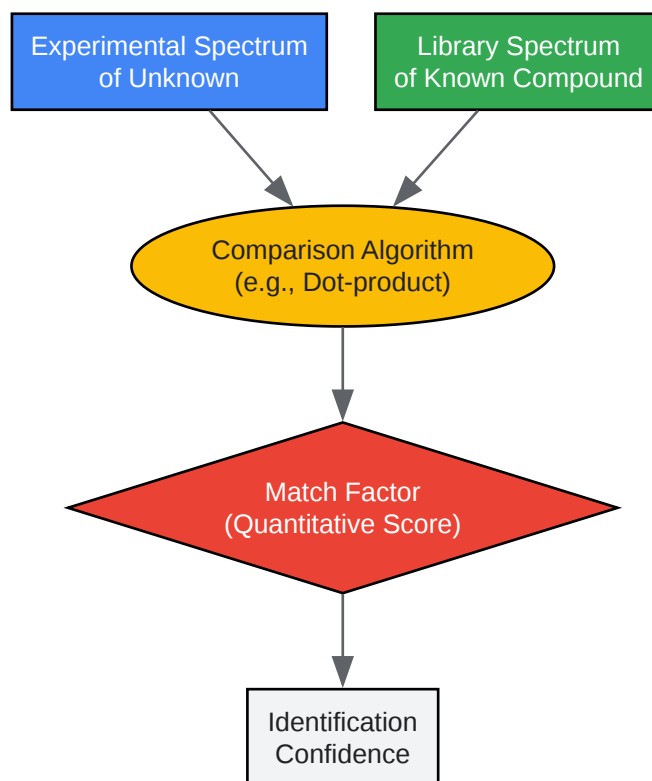 Experimental Spectrum
of Unknown
Library Spectrum
of Known Compound
Comparison Algorithm
(e.g., Dot-product)
Match Factor
(Quantitative Score)
Identification
Confidence